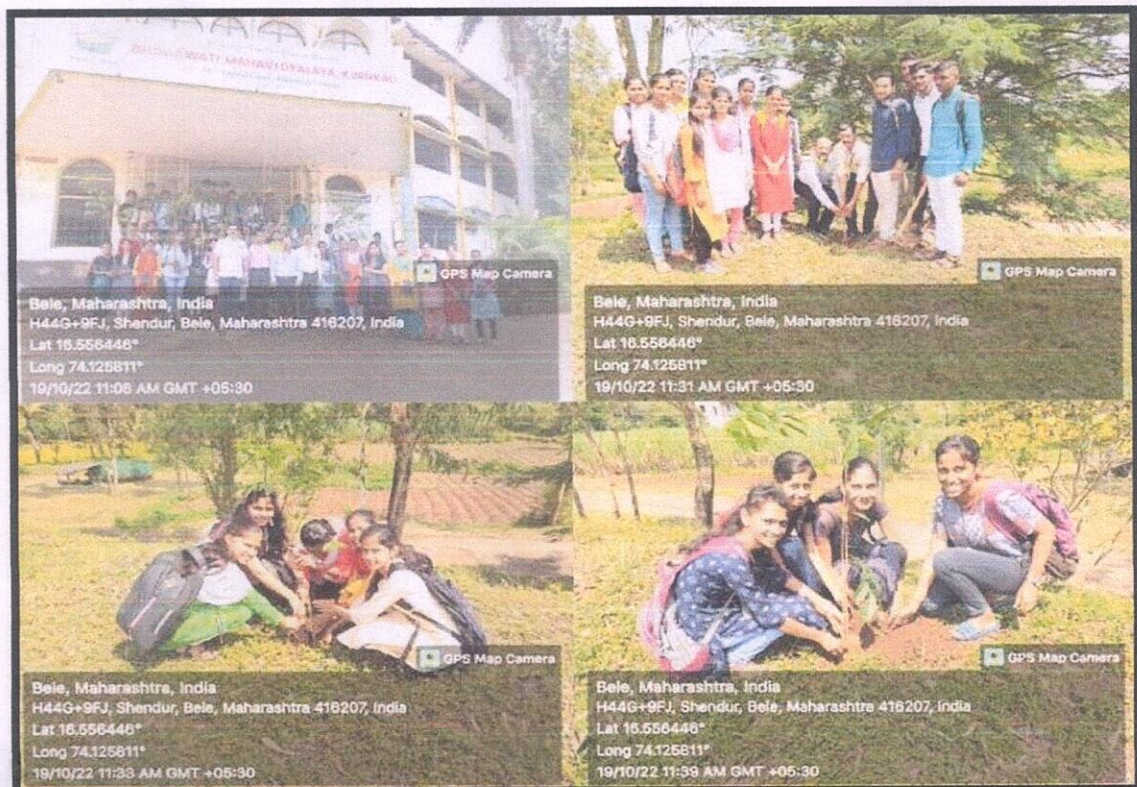 BHOGAWATI MAHAVIDYALAYA, KURUKALI
GPS Map Camera
Bele, Maharashtra, India
H44G+9FJ, Shendur, Bele, Maharashtra 416207, India
Lat 16.556446°
Long 74.125811°
19/10/22 11:08 AM GMT +05:30
GPS Map Camera
Bele, Maharashtra, India
H44G+9FJ, Shendur, Bele, Maharashtra 416207, India
Lat 16.556446°
Long 74.125811°
19/10/22 11:31 AM GMT +05:30
GPS Map Camera
Bele, Maharashtra, India
H44G+9FJ, Shendur, Bele, Maharashtra 416207, India
Lat 16.556446°
Long 74.125811°
19/10/22 11:33 AM GMT +05:30
GPS Map Camera
Bele, Maharashtra, India
H44G+9FJ, Shendur, Bele, Maharashtra 416207, India
Lat 16.556446°
Long 74.125811°
19/10/22 11:39 AM GMT +05:30